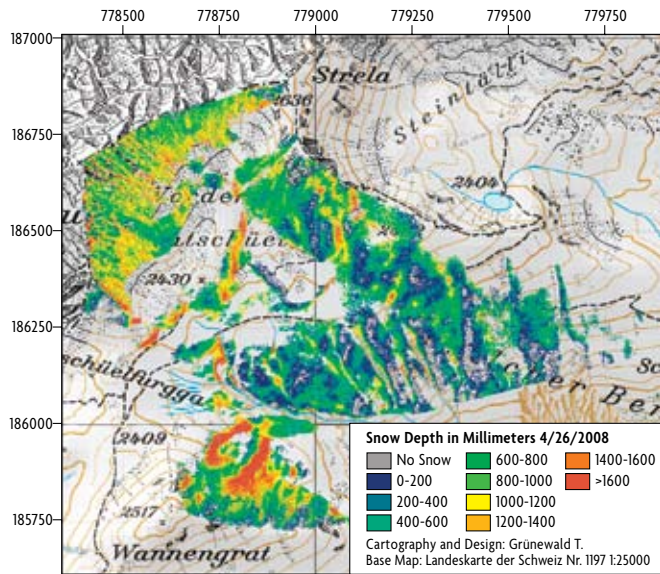 778500 778750 779000 779250 779500 779750
187000
186750
186500
186250
186000
185750
Strela
2636
Steintälli
2404
2430
2409
2517
Wannengrat
Snow Depth in Millimeters 4/26/2008
No Snow 600-800 1400-1600
0-200 800-1000 >1600
200-400 1000-1200
400-600 1200-1400
Cartography and Design: Grünewald T.
Base Map: Landeskarte der Schweiz Nr. 1197 1:25000